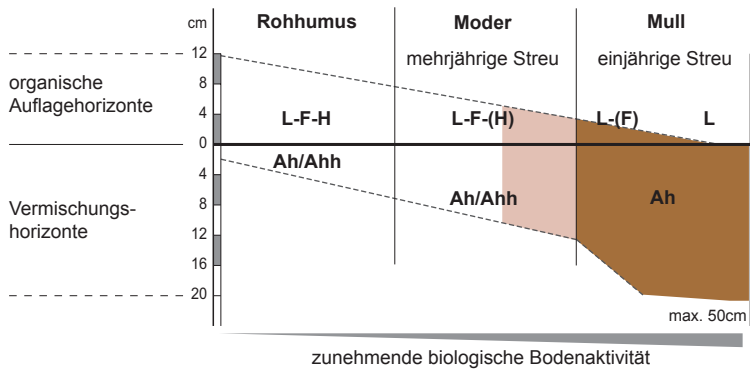 cm Rohhumus Moder Mull
12 mehrjährige Streu einjährige Streu
organische
Auflagehorizonte
8
4 L-F-H L-F-(H) L-(F) L
0
Ah/Ahh
4
8 Ah/Ahh Ah
Vermischungs-
horizonte
12
16
20
max. 50cm
zunehmende biologische Bodenaktivität